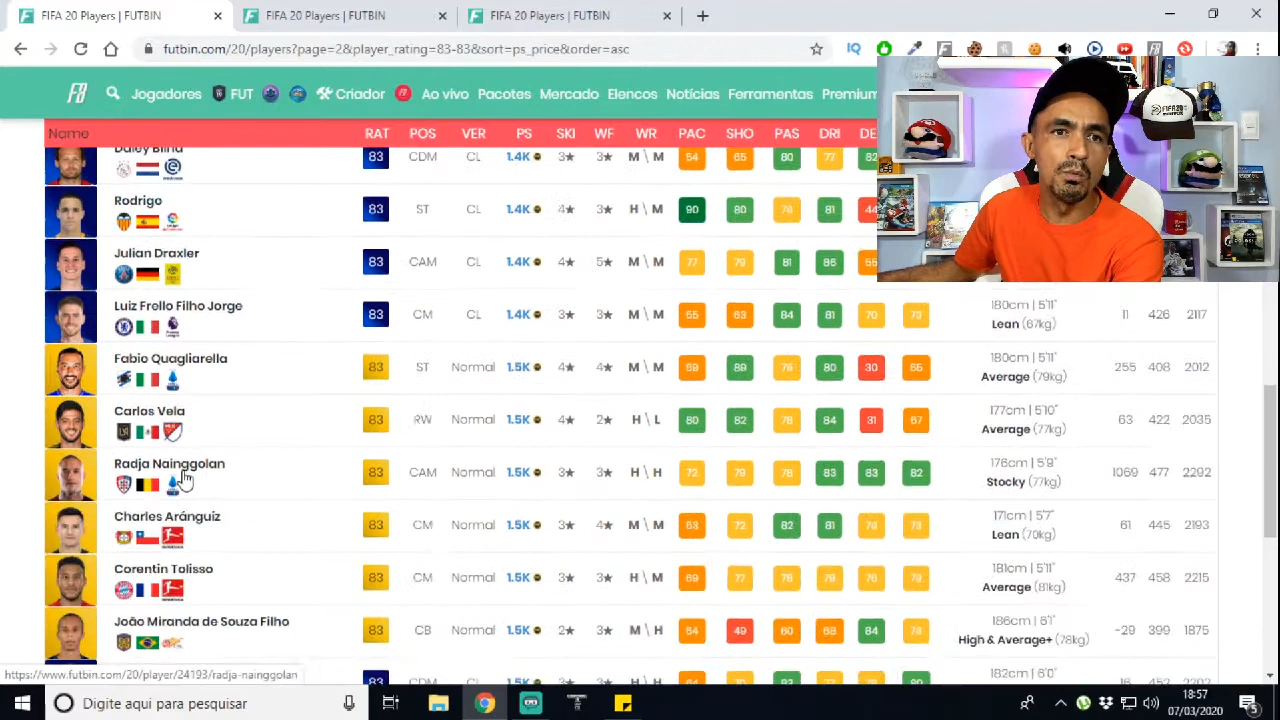 FIFA 20 Players | FUTBIN
FIFA 20 Players | FUTBIN
FIFA 20 Players | FUTBIN
futbin.com/20/players?page=2&player_rating=83-83&sort=ps_price&order=asc
Jogadores FUT Criador Ao vivo Pacotes Mercado Elencos Notícias Ferramentas Premium
Name RAT POS VER PS SKI WF WR PAC SHO PAS DRI DE
Daley Blind 83 CDM CL 1.4K 3★ 3★ M \ M 54 65 80 77 82
Rodrigo 83 ST CL 1.4K 4★ 3★ H \ M 90 80 78 81 44
Julian Draxler 83 CAM CL 1.4K 4★ 5★ M \ M 77 79 81 86 55
Luiz Frello Filho Jorge 83 CM CL 1.4K 3★ 3★ M \ M 55 63 84 81 70 73 180cm | 5'11" Lean (67kg) 11 426 2117
Fabio Quagliarella 83 ST Normal 1.5K 4★ 4★ M \ M 59 89 75 80 30 65 180cm | 5'11" Average (79kg) 255 408 2012
Carlos Vela 83 RW Normal 1.5K 4★ 2★ H \ L 80 82 78 84 31 67 177cm | 5'10" Average (77kg) 63 422 2035
Radja Nainggolan 83 CAM Normal 1.5K 3★ 3★ H \ H 72 79 78 83 83 82 176cm | 5'9" Stocky (77kg) 1069 477 2292
Charles Aránguiz 83 CM Normal 1.5K 3★ 4★ M \ M 63 72 82 81 78 73 171cm | 5'7" Lean (70kg) 61 445 2193
Corentin Tolisso 83 CM Normal 1.5K 3★ 3★ H \ M 69 77 78 79 76 79 181cm | 5'11" Average (81kg) 437 458 2215
João Miranda de Souza Filho 83 CB Normal 1.5K 2★ 3★ M \ H 64 49 60 68 84 78 186cm | 6'1" High & Average+ (78kg) -29 399 1875
182cm | 6'0"
https://www.futbin.com/20/player/24193/radja-nainggolan
Digite aqui para pesquisar
18:57
07/03/2020